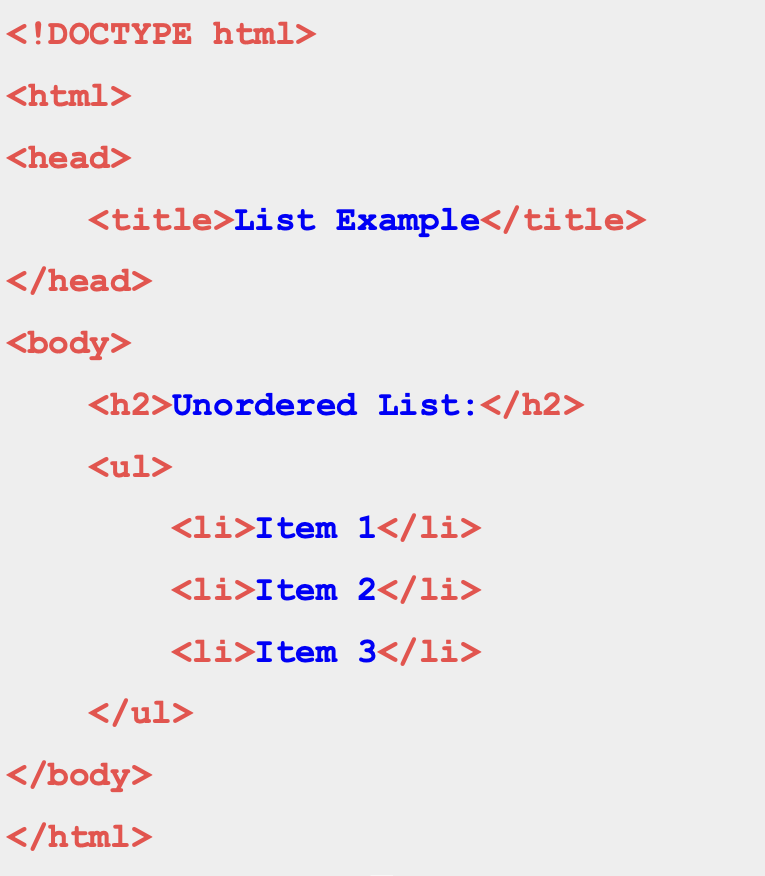 <!DOCTYPE html>
<html>
<head>
    <title>List Example</title>
</head>
<body>
    <h2>Unordered List:</h2>
    <ul>
        <li>Item 1</li>
        <li>Item 2</li>
        <li>Item 3</li>
    </ul>
</body>
</html>